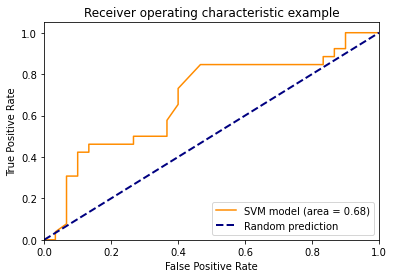 Receiver operating characteristic example
True Positive Rate
1.0
0.8
0.6
0.4
0.2
0.0
SVM model (area = 0.68)
Random prediction
0.0 0.2 0.4 0.6 0.8 1.0
False Positive Rate